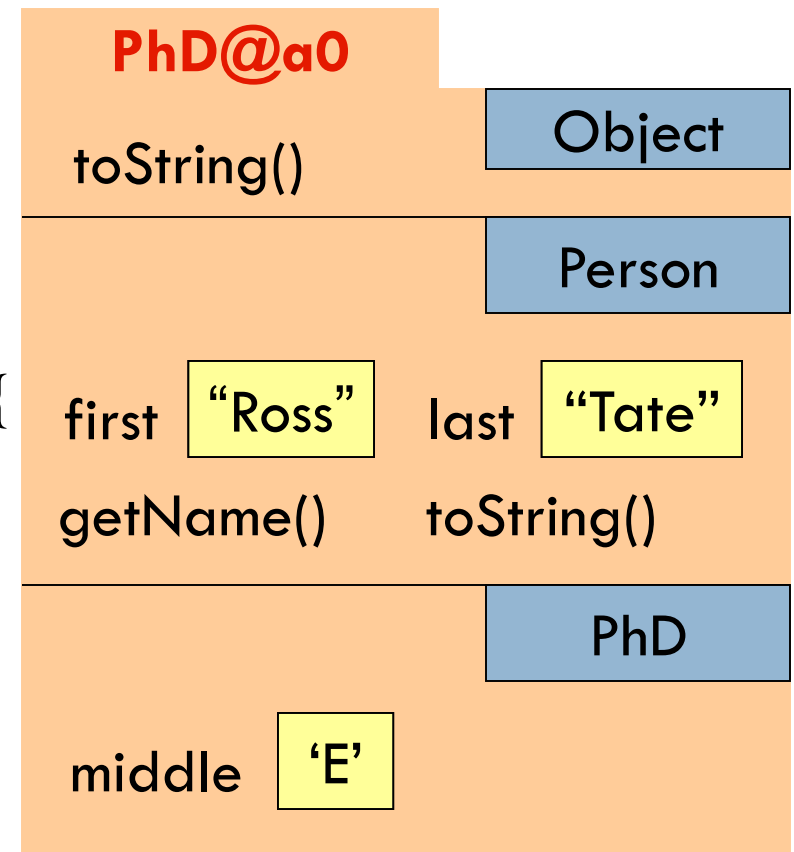 PhD@a0
Object
toString()
Person
{ first “Ross” last “Tate”
getName() toString()
PhD
middle ‘E’